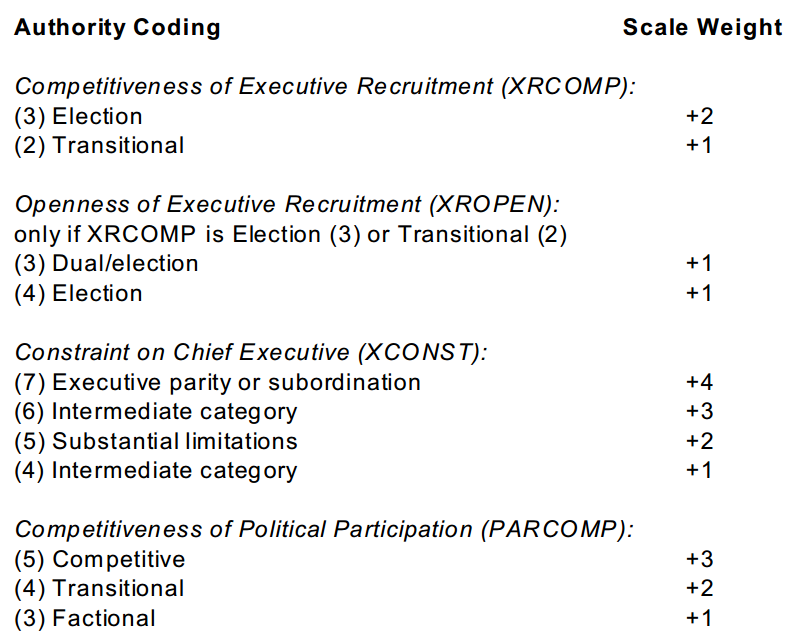 Authority Coding Scale Weight
Competitiveness of Executive Recruitment (XRCOMP):
(3) Election +2
(2) Transitional +1
Openness of Executive Recruitment (XROPEN):
only if XRCOMP is Election (3) or Transitional (2)
(3) Dual/election +1
(4) Election +1
Constraint on Chief Executive (XCONST):
(7) Executive parity or subordination +4
(6) Intermediate category +3
(5) Substantial limitations +2
(4) Intermediate category +1
Competitiveness of Political Participation (PARCOMP):
(5) Competitive +3
(4) Transitional +2
(3) Factional +1